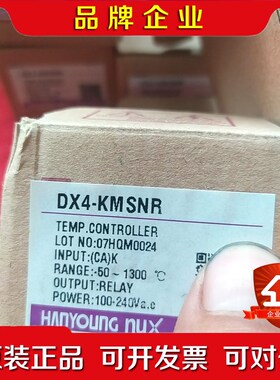 品牌企业
DX4-KMSNR
TEMP.CONTROLLER
LOT NO:07HQM0024
INPUT:(CA)K
RANGE:-50~1300 ℃
OUTPUT:RELAY
POWER:100-240Va.c
HANYOUNG nux
原装正品 可开发票 可对